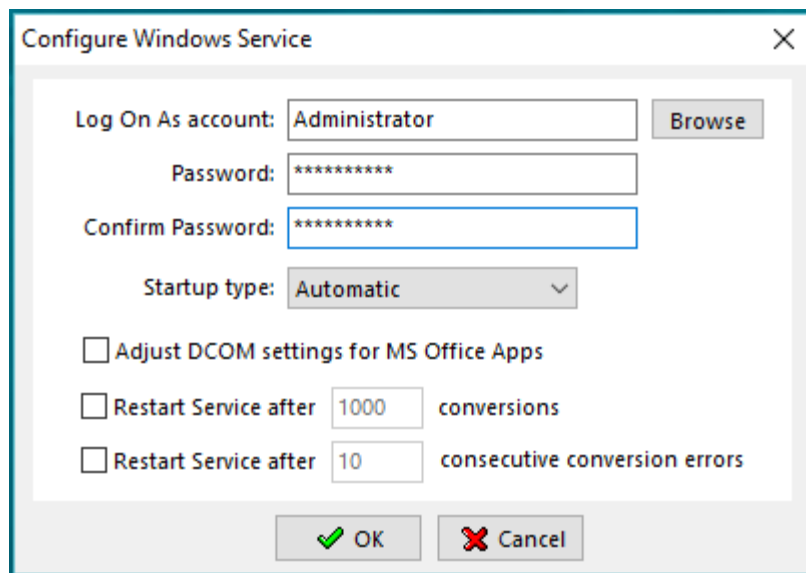 Configure Windows Service
Log On As account: Administrator Browse
Password: **********
Confirm Password: **********
Startup type: Automatic
Adjust DCOM settings for MS Office Apps
Restart Service after 1000 conversions
Restart Service after 10 consecutive conversion errors
OK Cancel